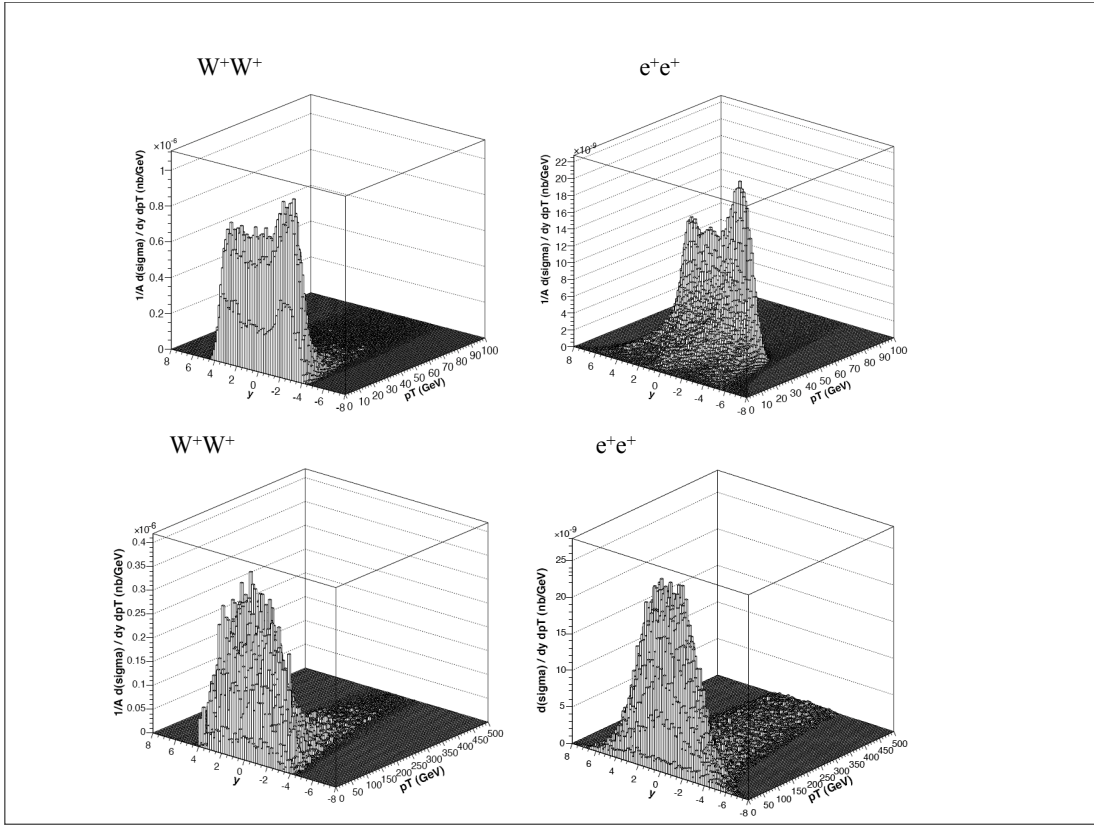 W⁺W⁺
×10⁻⁶
1/A d(sigma) / dy dpT (nb/GeV)
1
0.8
0.6
0.4
0.2
0
8 6 4 2 0 -2 -4 -6 -8
y
0 10 20 30 40 50 60 70 80 90 100
pT (GeV)
e⁺e⁺
×10⁻⁹
1/A d(sigma) / dy dpT (nb/GeV)
22
20
18
16
14
12
10
8
6
4
2
0
8 6 4 2 0 -2 -4 -6 -8
y
0 10 20 30 40 50 60 70 80 90 100
pT (GeV)
W⁺W⁺
×10⁻⁶
1/A d(sigma) / dy dpT (nb/GeV)
0.4
0.35
0.3
0.25
0.2
0.15
0.1
0.05
0
8 6 4 2 0 -2 -4 -6 -8
y
0 50 100 150 200 250 300 350 400 450 500
pT (GeV)
e⁺e⁺
×10⁻⁹
d(sigma) / dy dpT (nb/GeV)
25
20
15
10
5
0
8 6 4 2 0 -2 -4 -6 -8
y
0 50 100 150 200 250 300 350 400 450 500
pT (GeV)